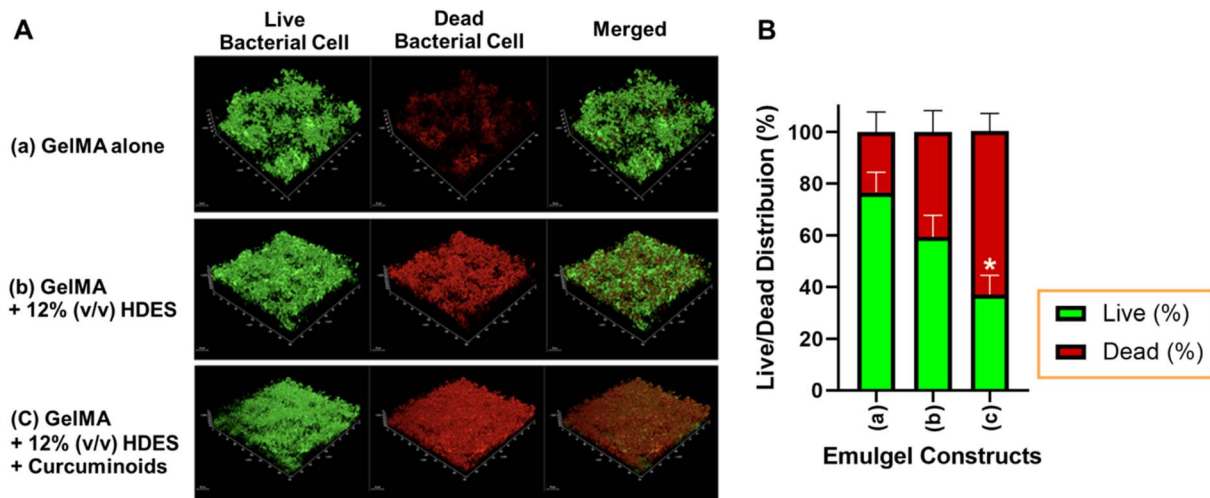 A
Live
Bacterial Cell
Dead
Bacterial Cell
Merged
(a) GelMA alone
(b) GelMA
+ 12% (v/v) HDES
(C) GelMA
+ 12% (v/v) HDES
+ Curcuminoids
B
Live/Dead Distribuion (%)
100
80
60
40
20
0
*
(a)
(b)
(c)
Emulgel Constructs
Live (%)
Dead (%)